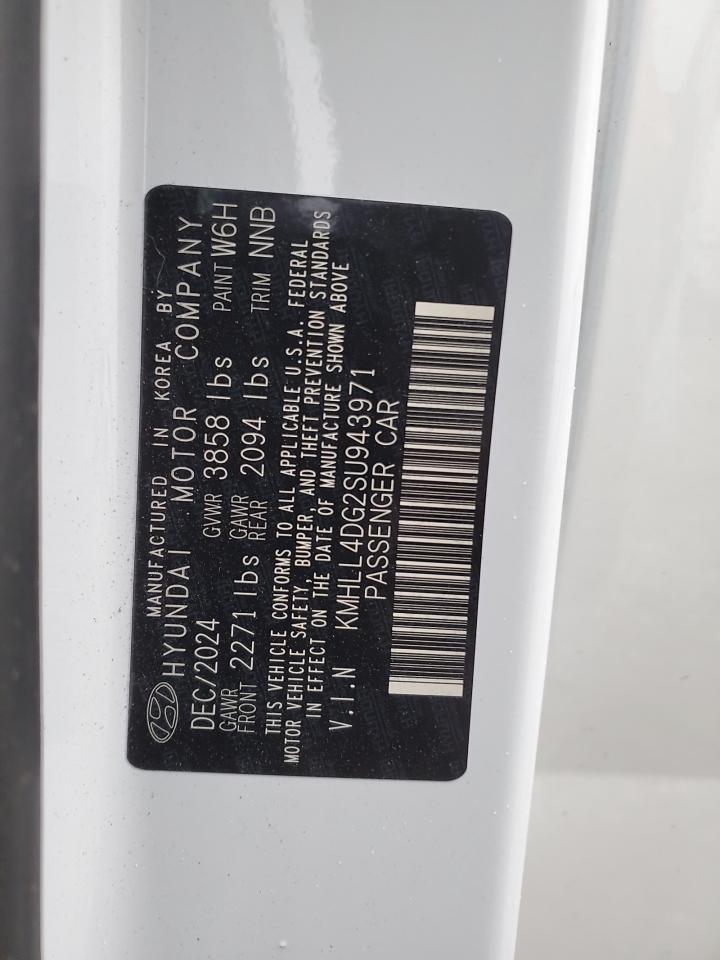 MANUFACTURED IN KOREA BY
HYUNDAI MOTOR COMPANY
DEC/2024 GVWR 3858 lbs PAINT W6H
GAWR FRONT 2271 lbs GAWR REAR 2094 lbs TRIM NNB
THIS VEHICLE CONFORMS TO ALL APPLICABLE U.S.A. FEDERAL
MOTOR VEHICLE SAFETY, BUMPER, AND THEFT PREVENTION STANDARDS
IN EFFECT ON THE DATE OF MANUFACTURE SHOWN ABOVE
V.I.N KMHLL4DG2SU943971
PASSENGER CAR